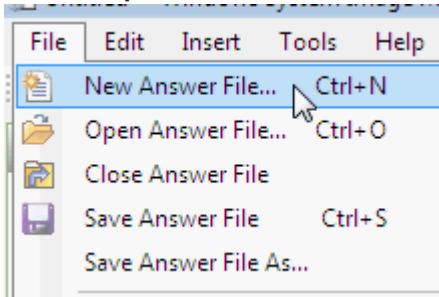 File Edit Insert Tools Help
New Answer File... Ctrl+N
Open Answer File... Ctrl+O
Close Answer File
Save Answer File Ctrl+S
Save Answer File As...